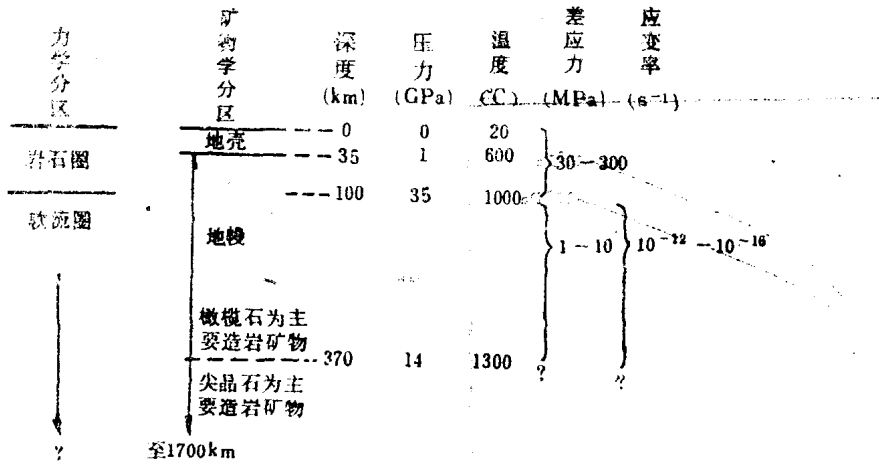 力学分区
矿物学分区
深度
(km)
压力
(GPa)
温度
(℃)
差应力
(MPa)
应变率
(s⁻¹)
地壳
0 0 20
岩石圈
35 1 600
30—300
100 35 1000
软流圈
地幔
1—10
10⁻¹² —10⁻¹⁶
橄榄石为主
要造岩矿物
370 14 1300
? ?
尖晶石为主
要造岩矿物
?
至1700km